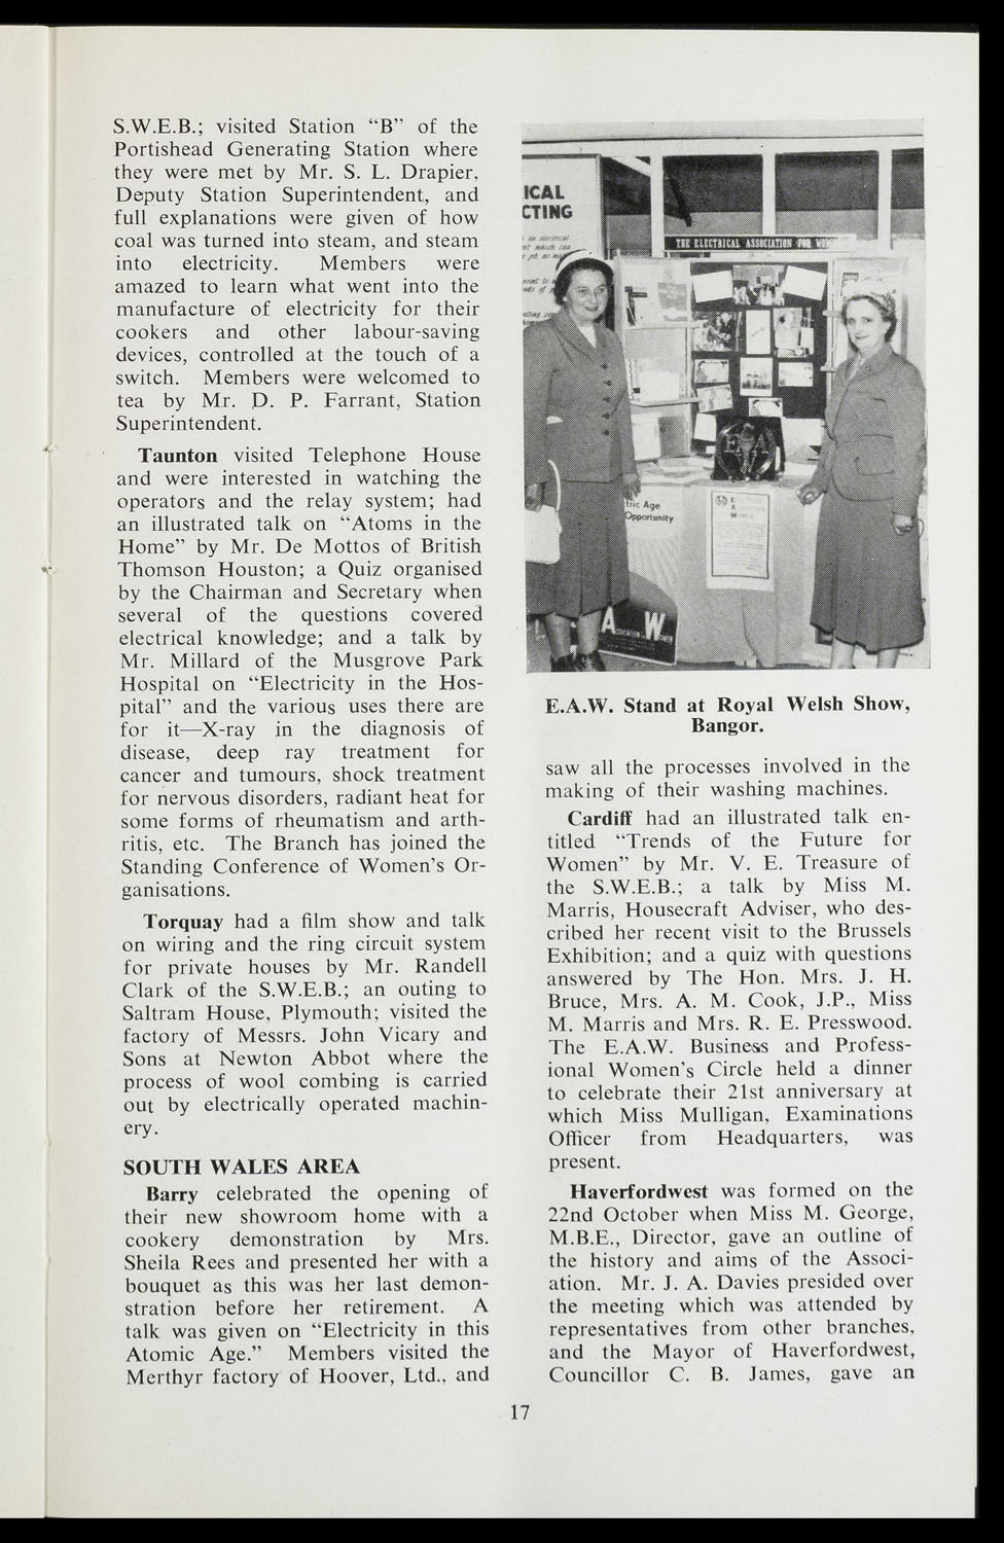 S.W.E.B.; visited Station “B” of the
Portishead Generating Station where
they were met by Mr. S. L. Drapier,
Deputy Station Superintendent, and
full explanations were given of how
coal was turned into steam, and steam
into electricity. Members were
amazed to learn what went into the
manufacture of electricity for their
cookers and other labour-saving
devices, controlled at the touch of a
switch. Members were welcomed to
tea by Mr. D. P. Farrant, Station
Superintendent.
Taunton visited Telephone House
and were interested in watching the
operators and the relay system; had
an illustrated talk on “Atoms in the
Home” by Mr. De Mottos of British
Thomson Houston; a Quiz organised
by the Chairman and Secretary when
several of the questions covered
electrical knowledge; and a talk by
Mr. Millard of the Musgrove Park
Hospital on “Electricity in the Hos-
pital” and the various uses there are
for it—X-ray in the diagnosis of
disease, deep ray treatment for
cancer and tumours, shock treatment
for nervous disorders, radiant heat for
some forms of rheumatism and arth-
ritis, etc. The Branch has joined the
Standing Conference of Women's Or-
ganisations.
Torquay had a film show and talk
on wiring and the ring circuit system
for private houses by Mr. Randell
Clark of the S.W.E.B.; an outing to
Saltram House, Plymouth; visited the
factory of Messrs. John Vicary and
Sons at Newton Abbot where the
process of wool combing is carried
out by electrically operated machin-
ery.
SOUTH WALES AREA
Barry celebrated the opening of
their new showroom home with a
cookery demonstration by Mrs.
Sheila Rees and presented her with a
bouquet as this was her last demon-
stration before her retirement. A
talk was given on “Electricity in this
Atomic Age.” Members visited the
Merthyr factory of Hoover, Ltd., and
ICAL
CTING
THE ELECTRICAL ASSOCIATION FOR
tric Age
Opportunity
A W
E.A.W. Stand at Royal Welsh Show,
Bangor.
saw all the processes involved in the
making of their washing machines.
Cardiff had an illustrated talk en-
titled “Trends of the Future for
Women” by Mr. V. E. Treasure of
the S.W.E.B.; a talk by Miss M.
Marris, Housecraft Adviser, who des-
cribed her recent visit to the Brussels
Exhibition; and a quiz with questions
answered by The Hon. Mrs. J. H.
Bruce, Mrs. A. M. Cook, J.P., Miss
M. Marris and Mrs. R. E. Presswood.
The E.A.W. Business and Profess-
ional Women's Circle held a dinner
to celebrate their 21st anniversary at
which Miss Mulligan, Examinations
Officer from Headquarters, was
present.
Haverfordwest was formed on the
22nd October when Miss M. George,
M.B.E., Director, gave an outline of
the history and aims of the Associ-
ation. Mr. J. A. Davies presided over
the meeting which was attended by
representatives from other branches,
and the Mayor of Haverfordwest,
Councillor C. B. James, gave an
17